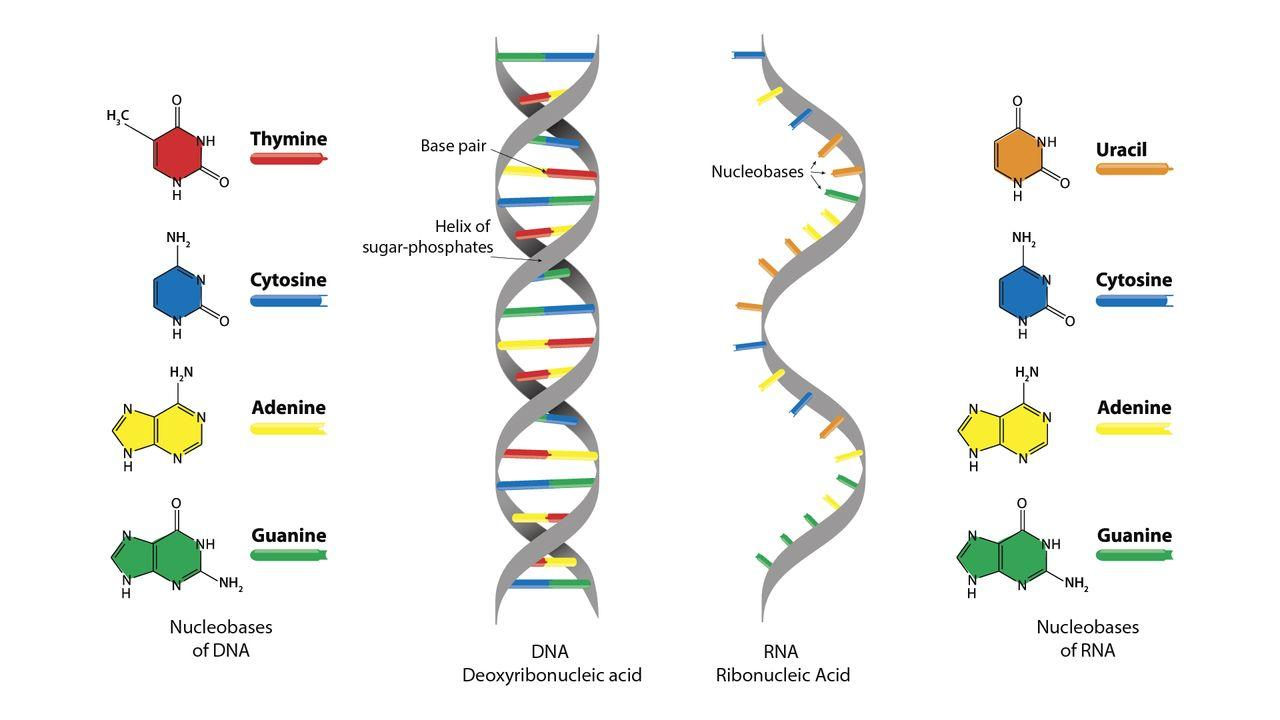 H₃C
O
NH
O
N
H
Thymine
NH₂
N
O
N
H
Cytosine
H₂N
N
N
N
N
H
Adenine
O
N
NH
N
N
H
NH₂
Guanine
Nucleobases
of DNA
Base pair
Helix of
sugar-phosphates
DNA
Deoxyribonucleic acid
Nucleobases
RNA
Ribonucleic Acid
O
NH
O
N
H
Uracil
NH₂
N
O
N
H
Cytosine
H₂N
N
N
N
N
H
Adenine
O
N
NH
N
N
H
NH₂
Guanine
Nucleobases
of RNA